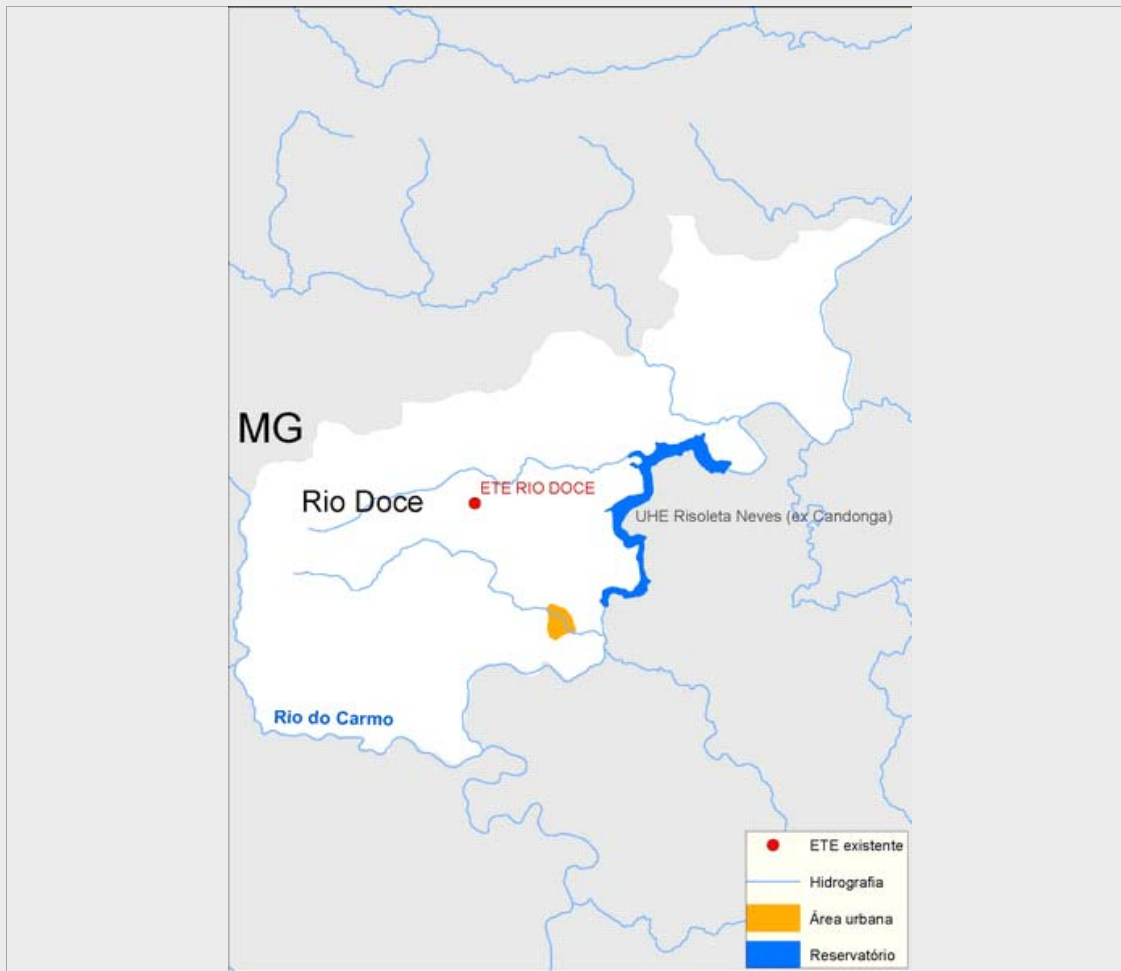 MG
ETE RIO DOCE
Rio Doce
UHE Risoleta Neves (ex Candonga)
Rio do Carmo
ETE existente
Hidrografia
Área urbana
Reservatório